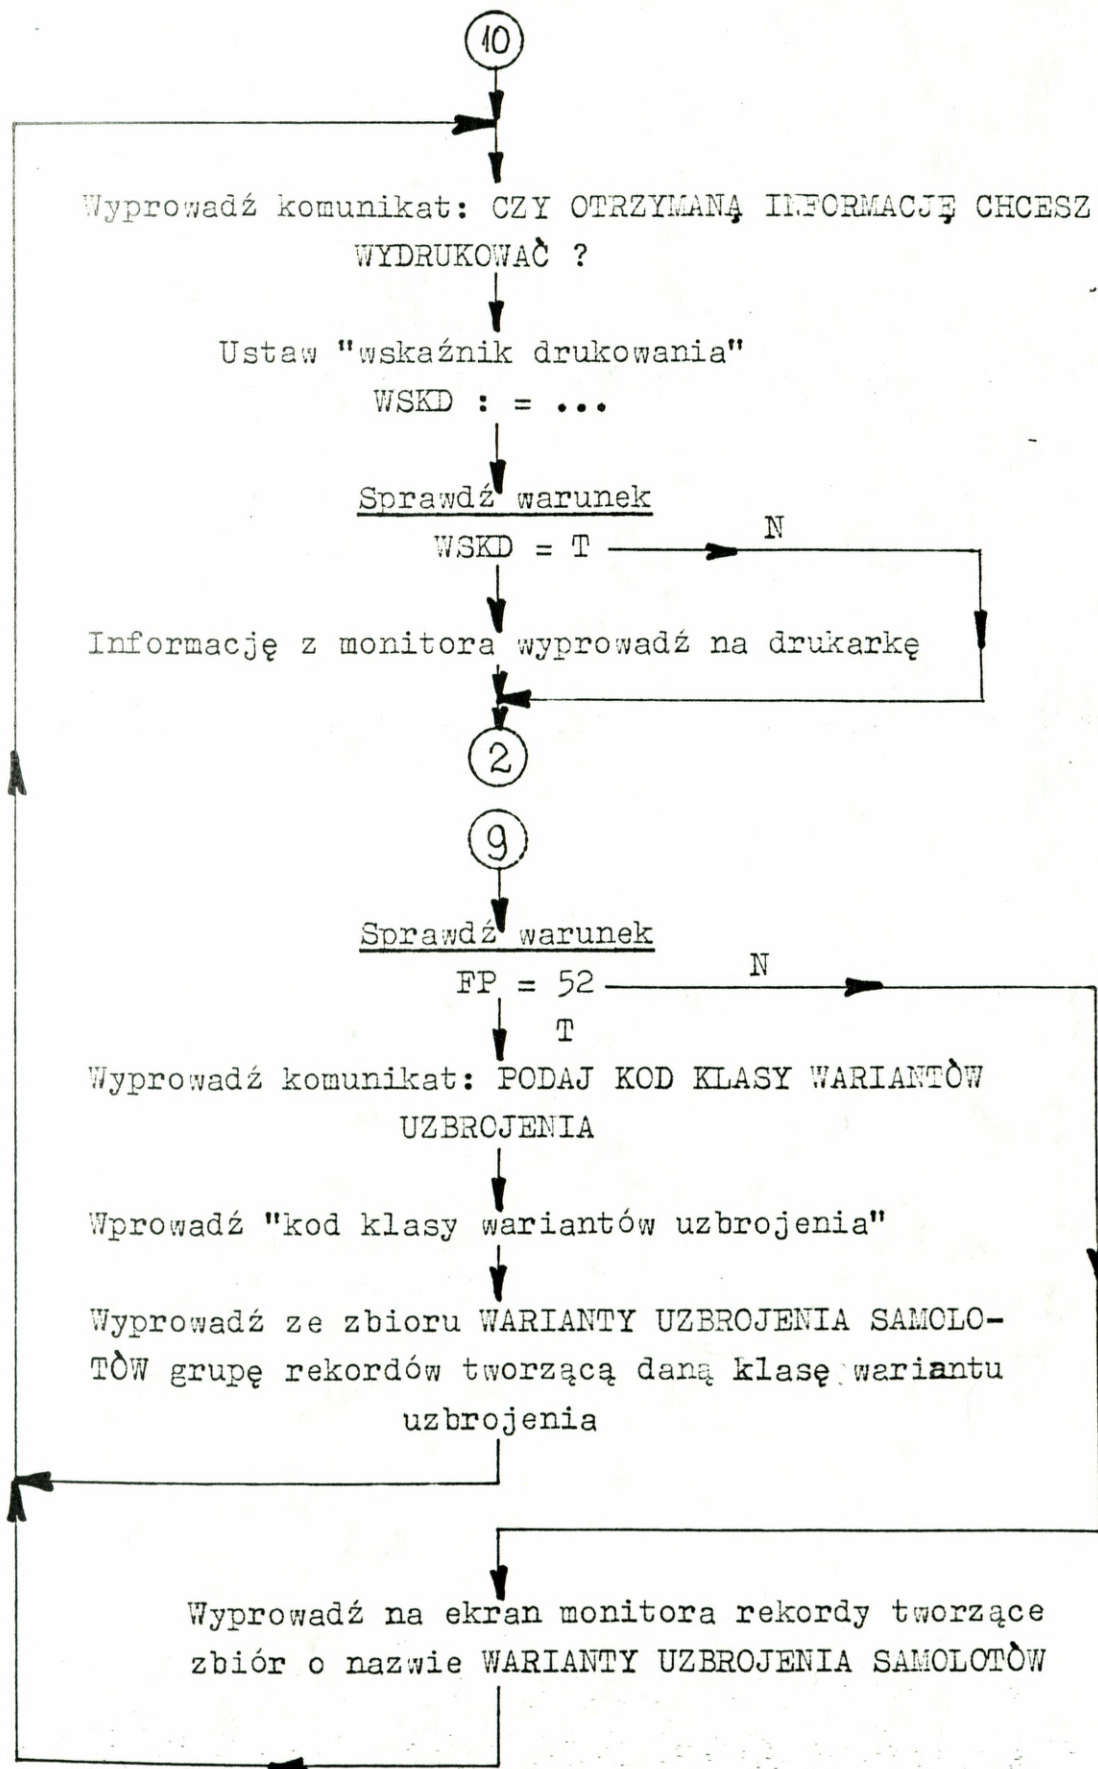 10
Wyprowadź komunikat: CZY OTRZYMANĄ INFORMACJĘ CHCESZ
WYDRUKOWAĆ ?
Ustaw "wskaźnik drukowania"
WSKD : = ...
Sprawdź warunek
WSKD = T
N
Informację z monitora wyprowadź na drukarkę
2
9
Sprawdź warunek
FP = 52
N
T
Wyprowadź komunikat: PODAJ KOD KLASY WARIANTÓW
UZBROJENIA
Wprowadź "kod klasy wariantów uzbrojenia"
Wyprowadź ze zbioru WARIANTY UZBROJENIA SAMOLO-
TÓW grupę rekordów tworzącą daną klasę wariantu
uzbrojenia
Wyprowadź na ekran monitora rekordy tworzące
zbiór o nazwie WARIANTY UZBROJENIA SAMOLOTÓW